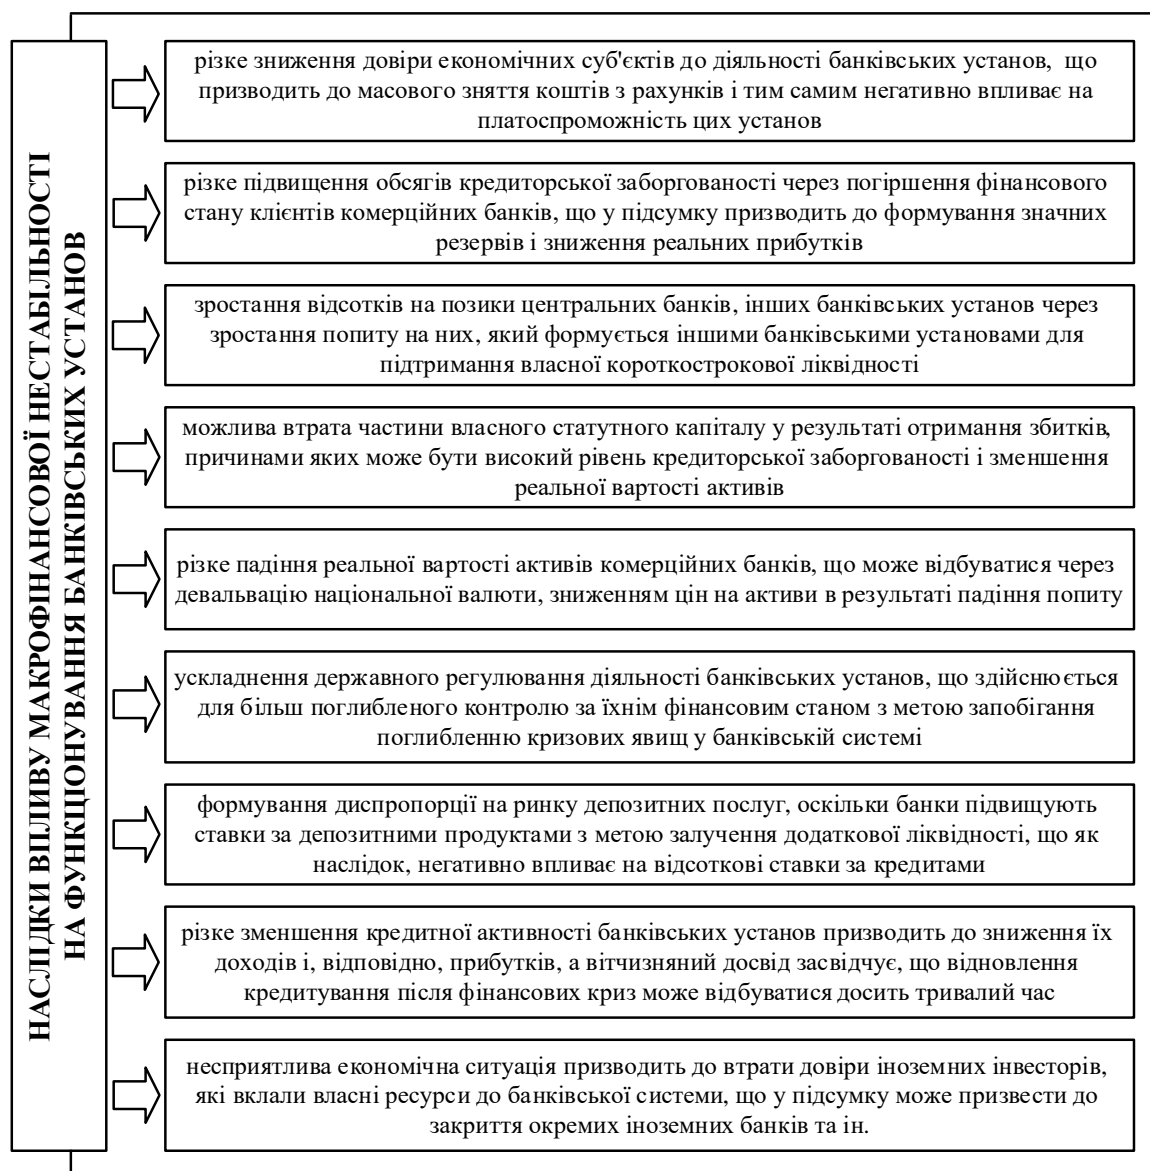 НАСЛІДКИ ВПЛИВУ МАКРОФІНАНСОВОЇ НЕСТАБІЛЬНОСТІ
НА ФУНКЦІОНУВАННЯ БАНКІВСЬКИХ УСТАНОВ
різке зниження довіри економічних суб'єктів до діяльності банківських установ, що
призводить до масового зняття коштів з рахунків і тим самим негативно впливає на
платоспроможність цих установ
різке підвищення обсягів кредиторської заборгованості через погіршення фінансового
стану клієнтів комерційних банків, що у підсумку призводить до формування значних
резервів і зниження реальних прибутків
зростання відсотків на позики центральних банків, інших банківських установ через
зростання попиту на них, який формується іншими банківськими установами для
підтримання власної короткострокової ліквідності
можлива втрата частини власного статутного капіталу у результаті отримання збитків,
причинами яких може бути високий рівень кредиторської заборгованості і зменшення
реальної вартості активів
різке падіння реальної вартості активів комерційних банків, що може відбуватися через
девальвацію національної валюти, зниженням цін на активи в результаті падіння попиту
ускладнення державного регулювання діяльності банківських установ, що здійснюється
для більш поглибленого контролю за їхнім фінансовим станом з метою запобігання
поглибленню кризових явищ у банківській системі
формування диспропорції на ринку депозитних послуг, оскільки банки підвищують
ставки за депозитними продуктами з метою залучення додаткової ліквідності, що як
наслідок, негативно впливає на відсоткові ставки за кредитами
різке зменшення кредитної активності банківських установ призводить до зниження їх
доходів і, відповідно, прибутків, а вітчизняний досвід засвідчує, що відновлення
кредитування після фінансових криз може відбуватися досить тривалий час
несприятлива економічна ситуація призводить до втрати довіри іноземних інвесторів,
які вклали власні ресурси до банківської системи, що у підсумку може призвести до
закриття окремих іноземних банків та ін.